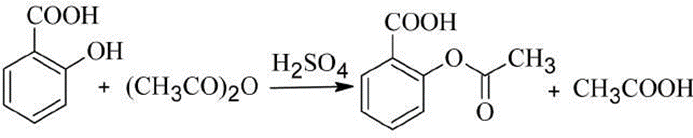 COOH
OH
+ (CH₃CO)₂O
H₂SO₄
COOH
O
CH₃
O
+ CH₃COOH